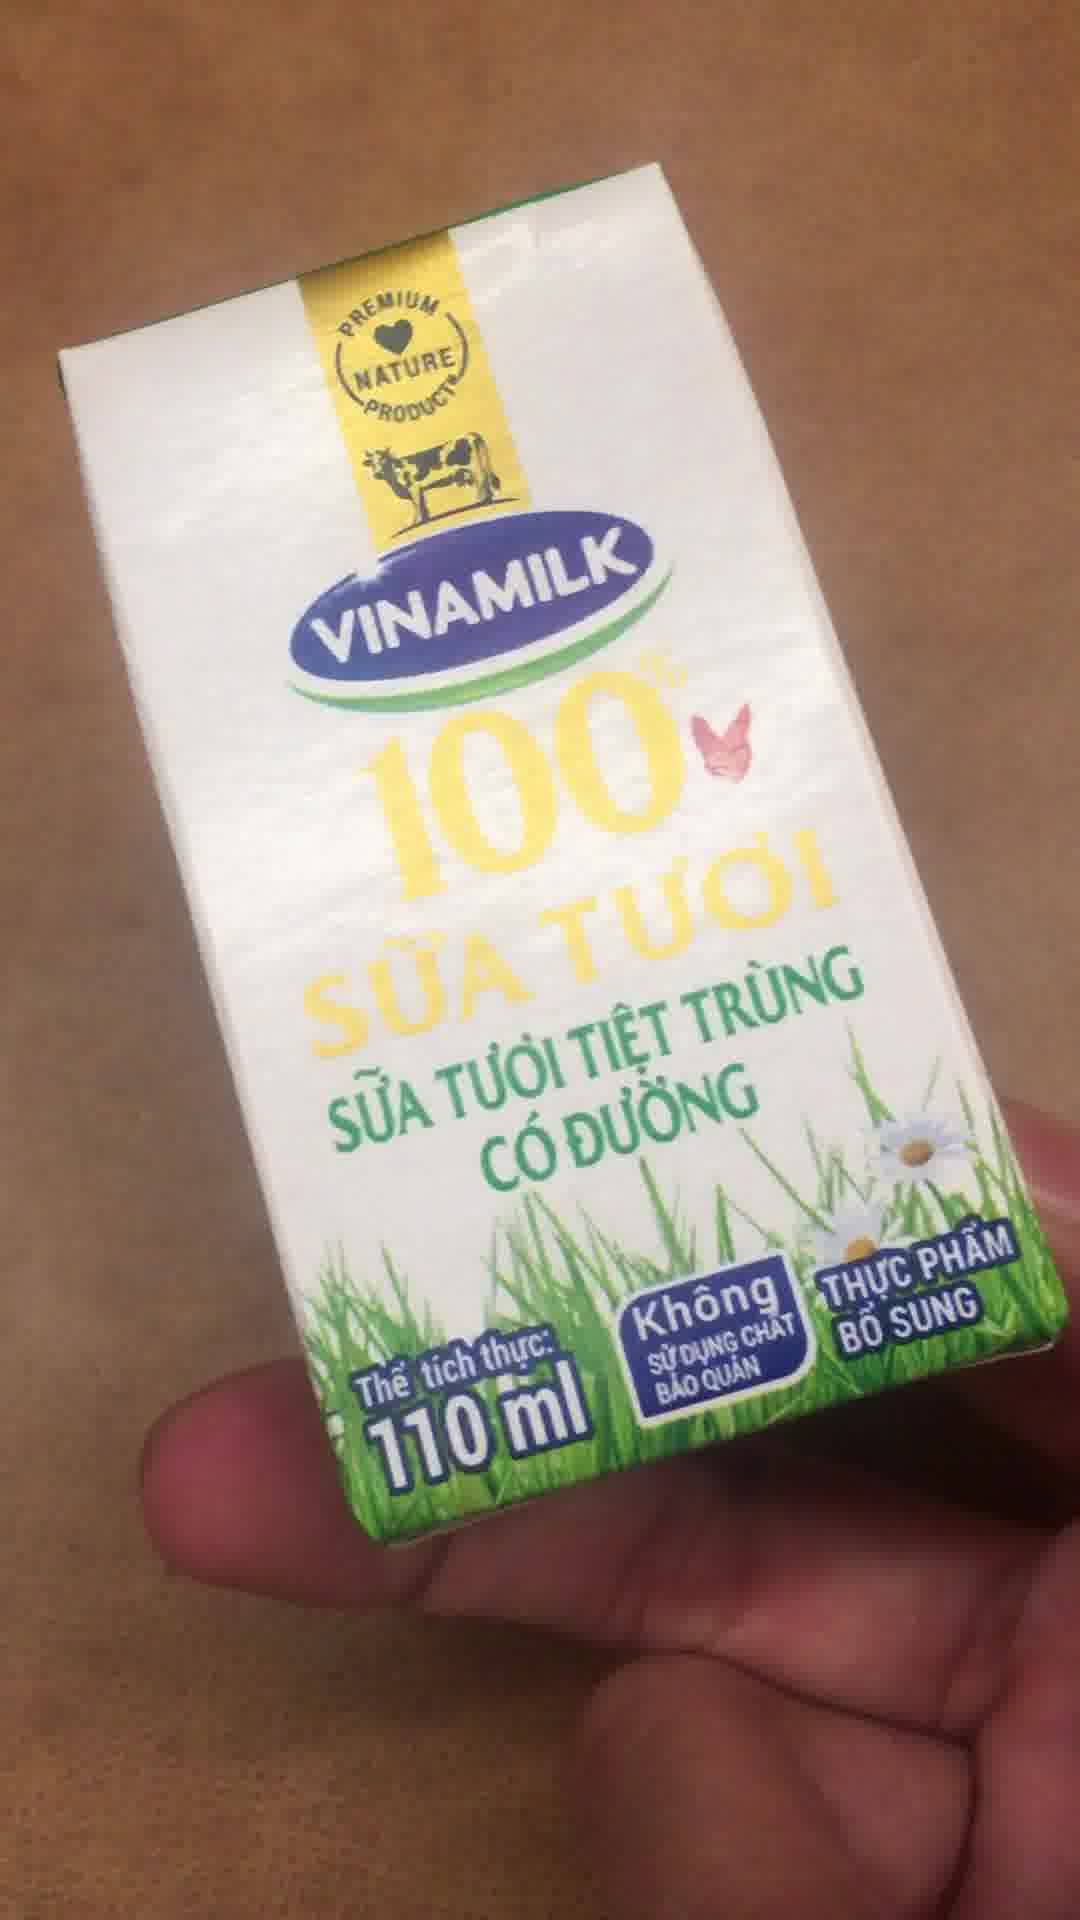 PREMIUM
NATURE
PRODUCT
VINAMILK
100%
SỮA TƯƠI
SỮA TƯƠI TIỆT TRÙNG
CÓ ĐƯỜNG
Thể tích thực:
110 ml
Không
SỬ DỤNG CHẤT
BẢO QUẢN
THỰC PHẨM
BỔ SUNG